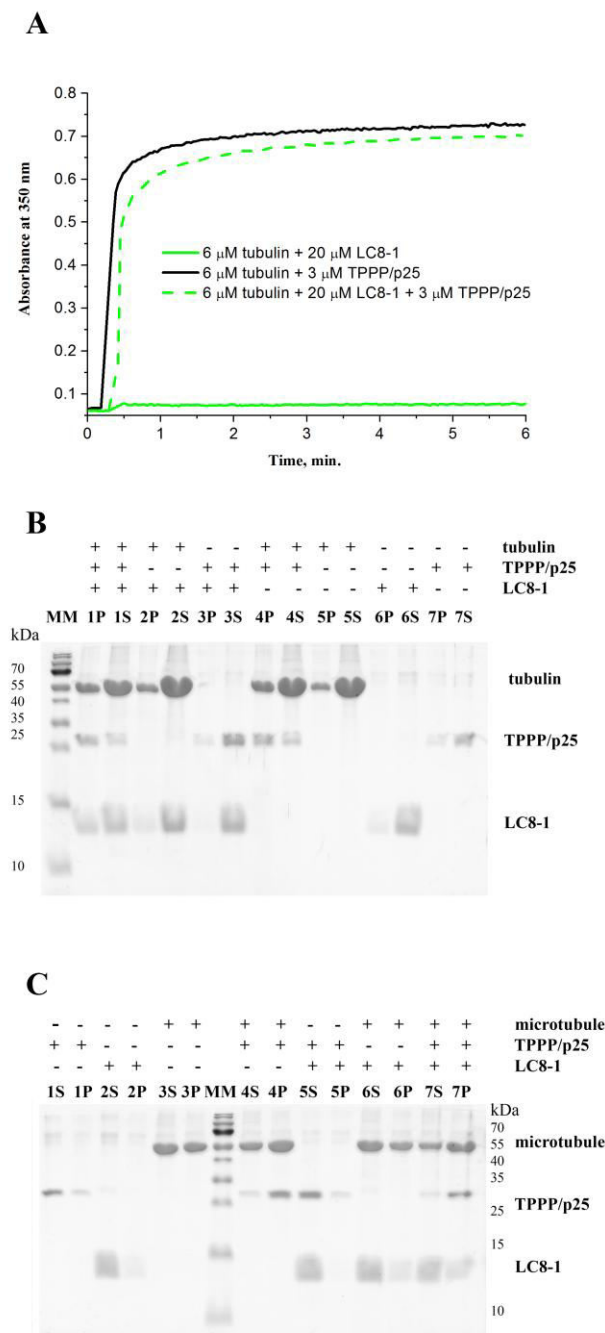 A
0.8
0.7
0.6
0.5
0.4
0.3
0.2
0.1
Absorbance at 350 nm
6 μM tubulin + 20 μM LC8-1
6 μM tubulin + 3 μM TPPP/p25
6 μM tubulin + 20 μM LC8-1 + 3 μM TPPP/p25
0 1 2 3 4 5 6
Time, min.
B
+ + + + - - + + + + - - - - tubulin
+ + - - + + + + - - - - + + TPPP/p25
+ + + + + + - - - - + + - - LC8-1
MM 1P 1S 2P 2S 3P 3S 4P 4S 5P 5S 6P 6S 7P 7S
kDa
70
55 tubulin
40
35
25 TPPP/p25
15
LC8-1
10
C
- - - - + + + + - - + + + + microtubule
+ + - - - - + + + + - - + + TPPP/p25
- - + + - - - - + + + + + + LC8-1
1S 1P 2S 2P 3S 3P MM 4S 4P 5S 5P 6S 6P 7S 7P
kDa
70
55 microtubule
40
35
TPPP/p25
25
15
LC8-1
10